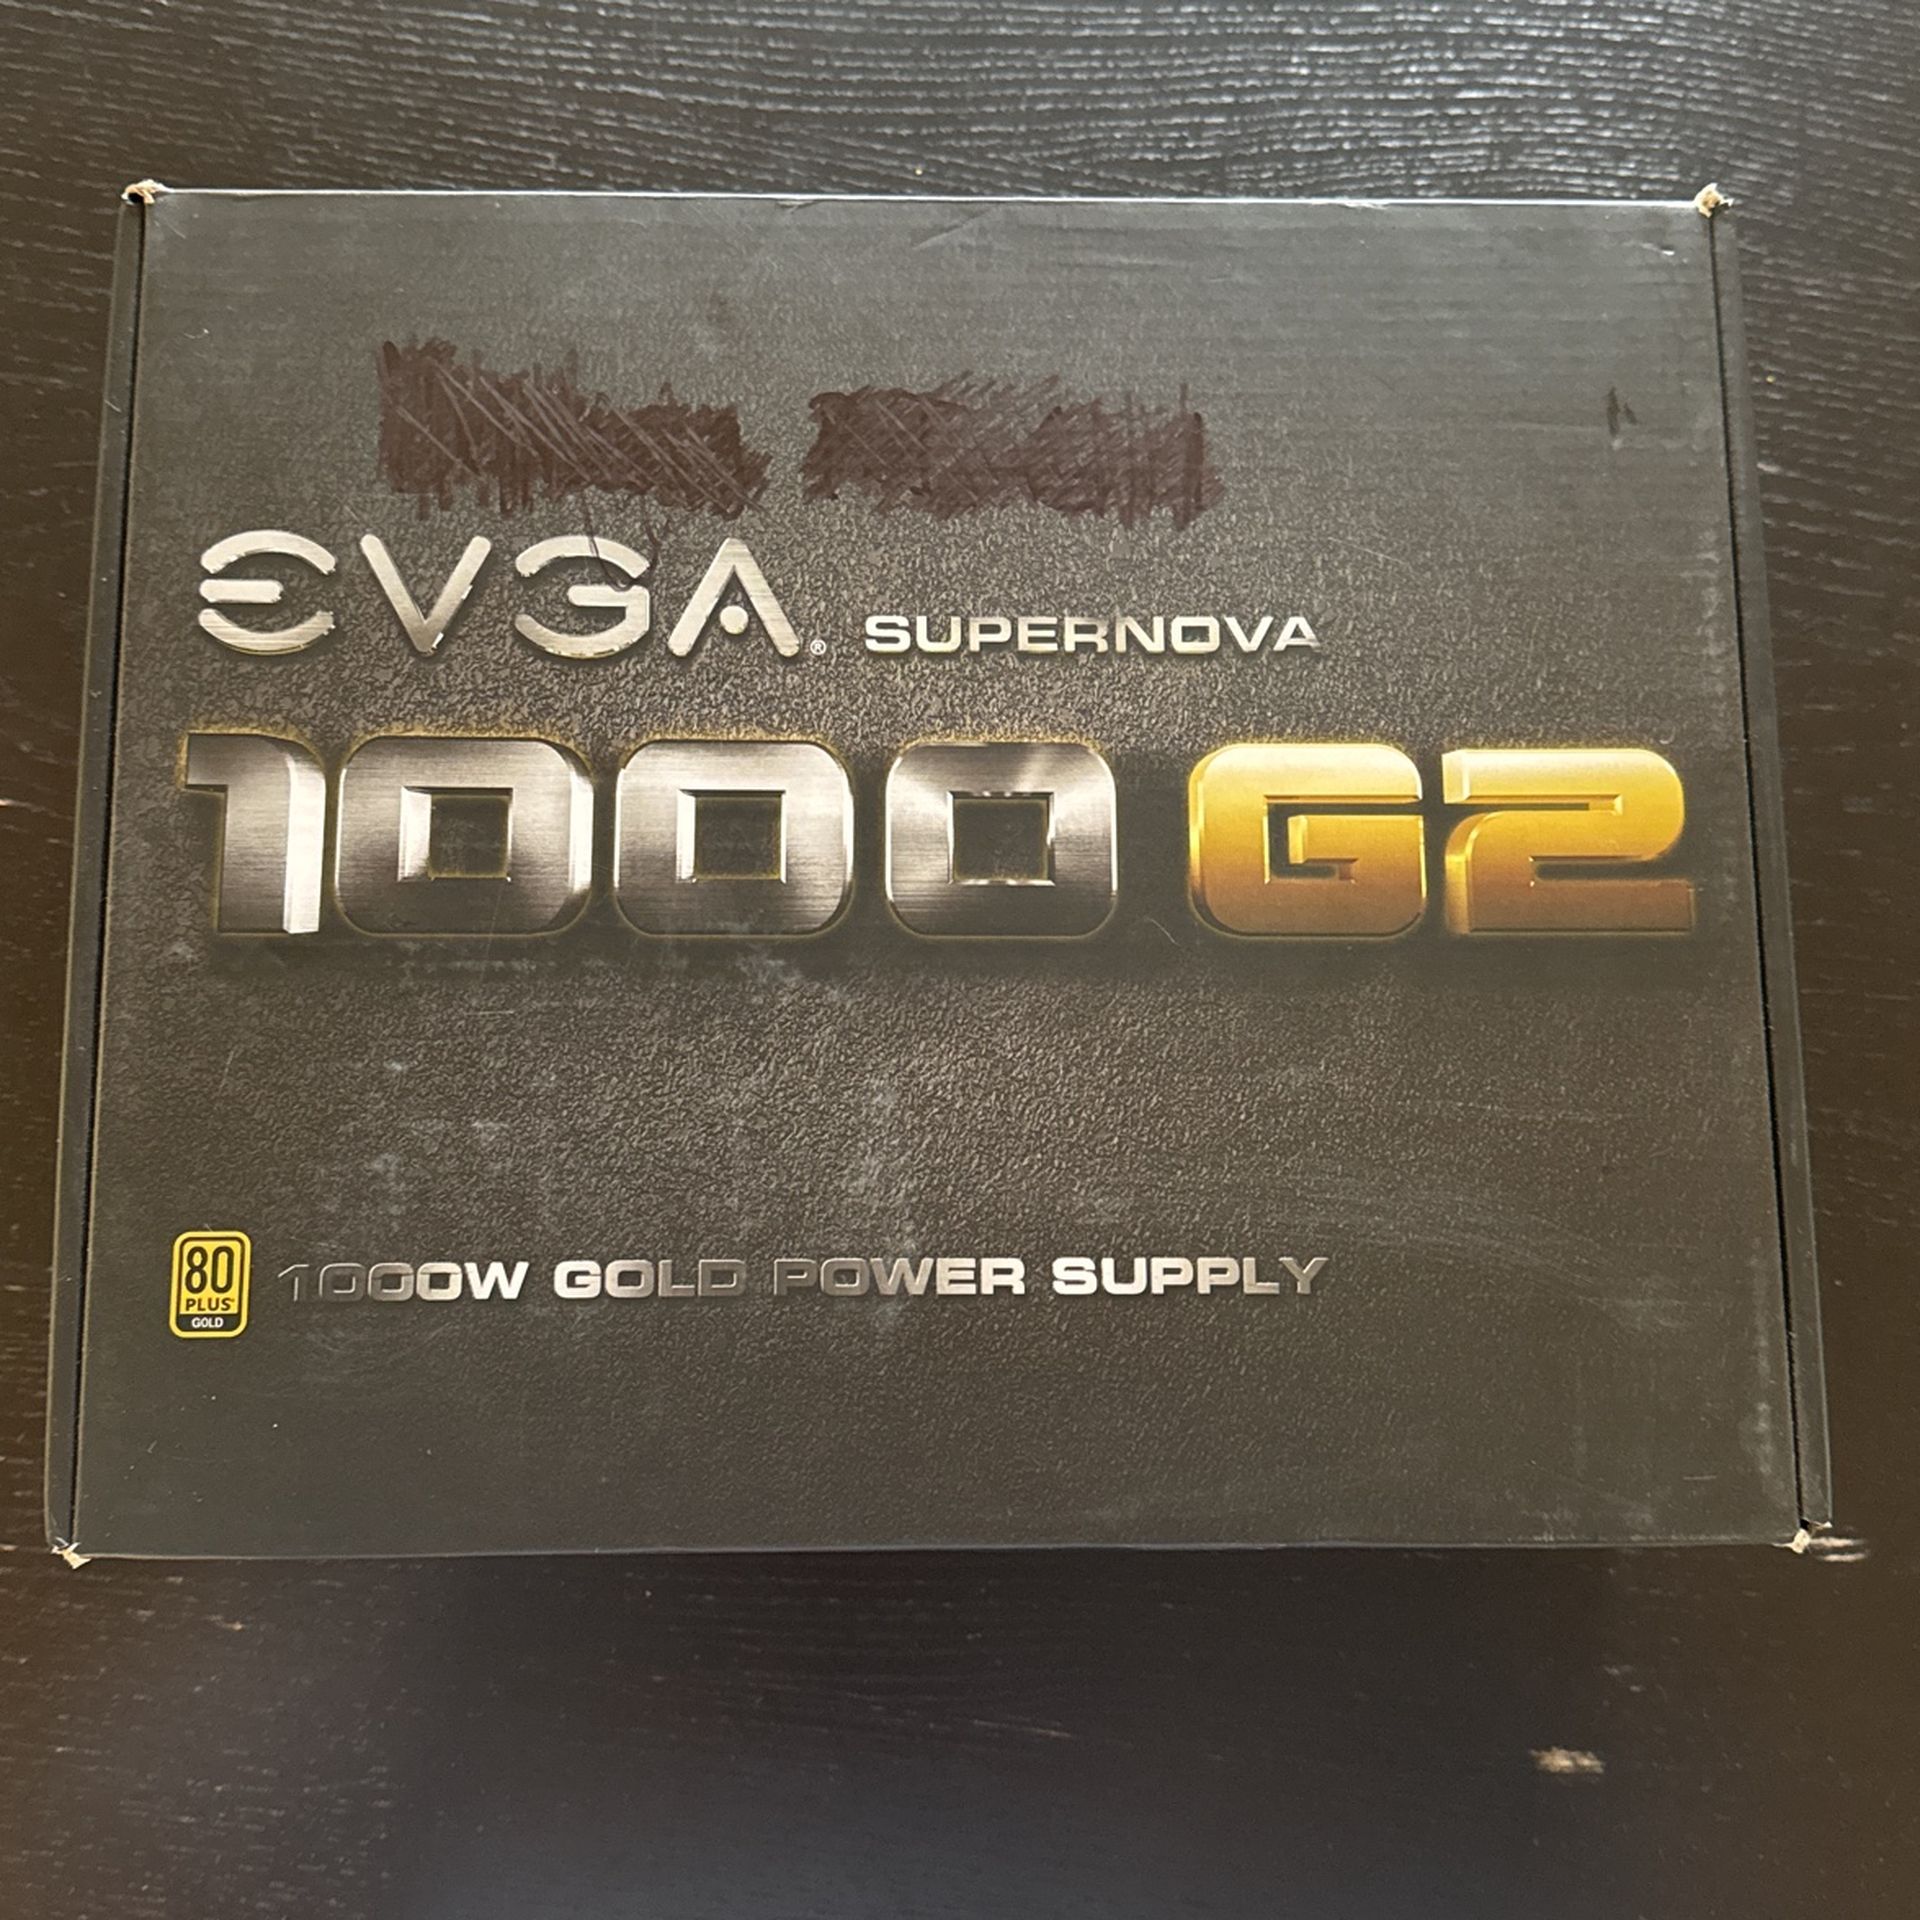 EVGA® SUPERNOVA
1000 G2
80 PLUS GOLD
1000W GOLD POWER SUPPLY